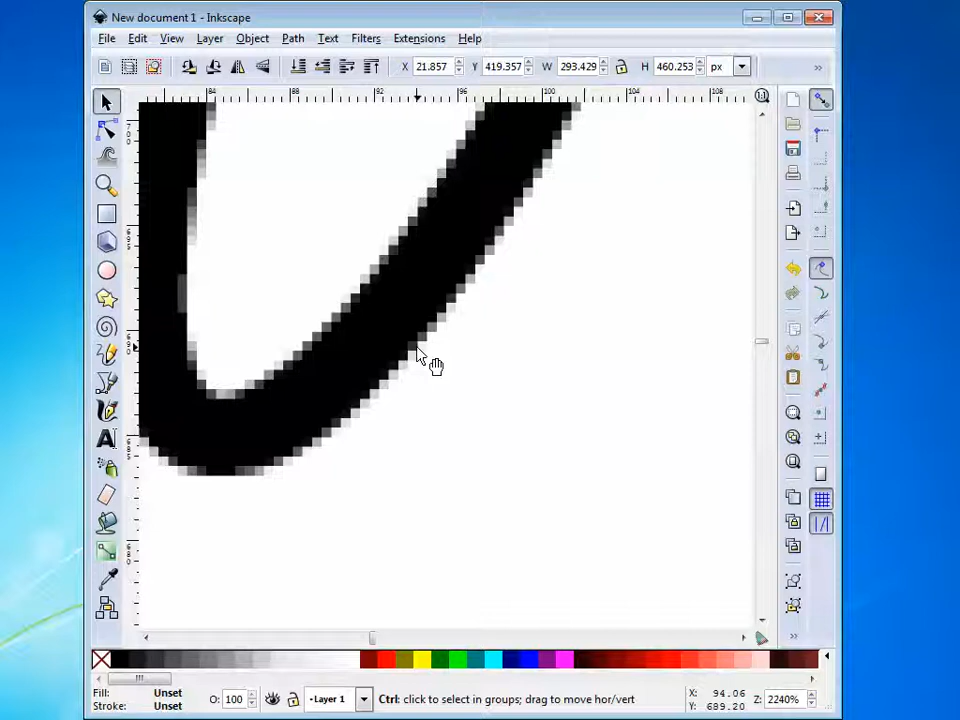 New document 1 - Inkscape
File Edit View Layer Object Path Text Filters Extensions Help
X 21.857 Y 419.357 W 293.429 H 460.253 px »
84 88 92 96 100 104 108
»
Fill: Unset
Stroke: Unset
O: 100
Layer 1
Ctrl: click to select in groups; drag to move hor/vert
X: 94.06
Y: 689.20
Z: 2240%